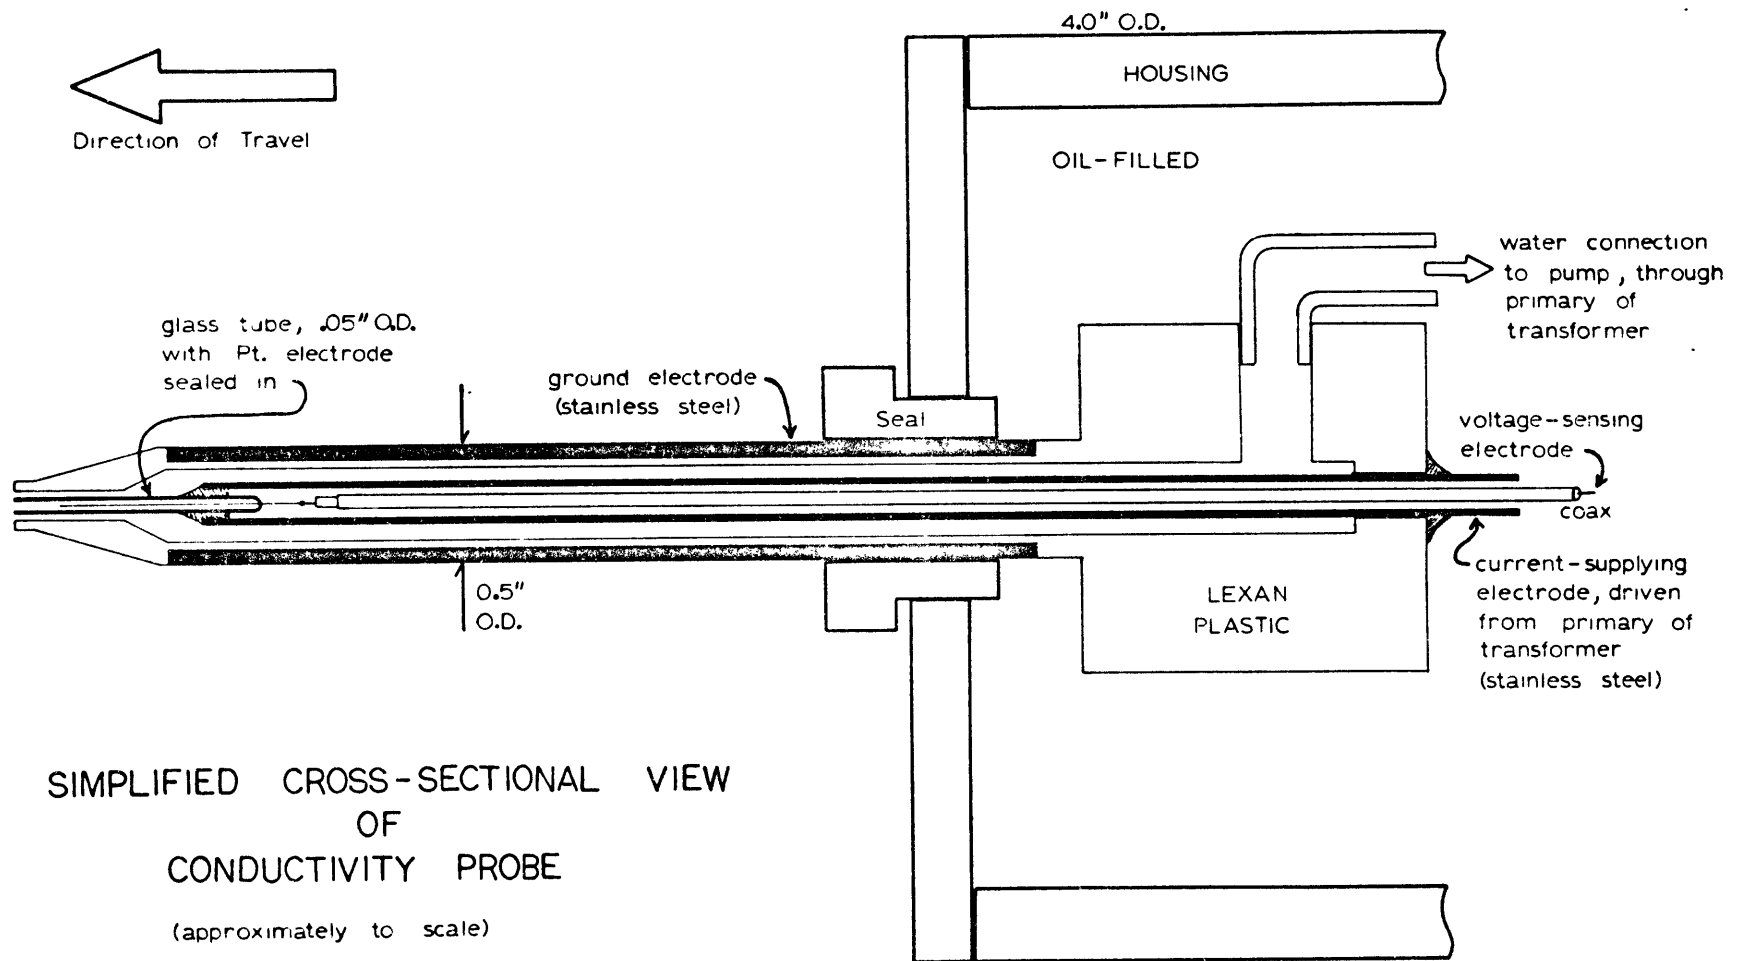 4.0" O.D.
HOUSING
Direction of Travel
OIL-FILLED
water connection
to pump, through
primary of
transformer
glass tube, .05" O.D.
with Pt. electrode
sealed in
ground electrode
(stainless steel)
Seal
voltage-sensing
electrode
coax
0.5"
O.D.
LEXAN
PLASTIC
current-supplying
electrode, driven
from primary of
transformer
(stainless steel)
SIMPLIFIED CROSS-SECTIONAL VIEW
OF
CONDUCTIVITY PROBE
(approximately to scale)